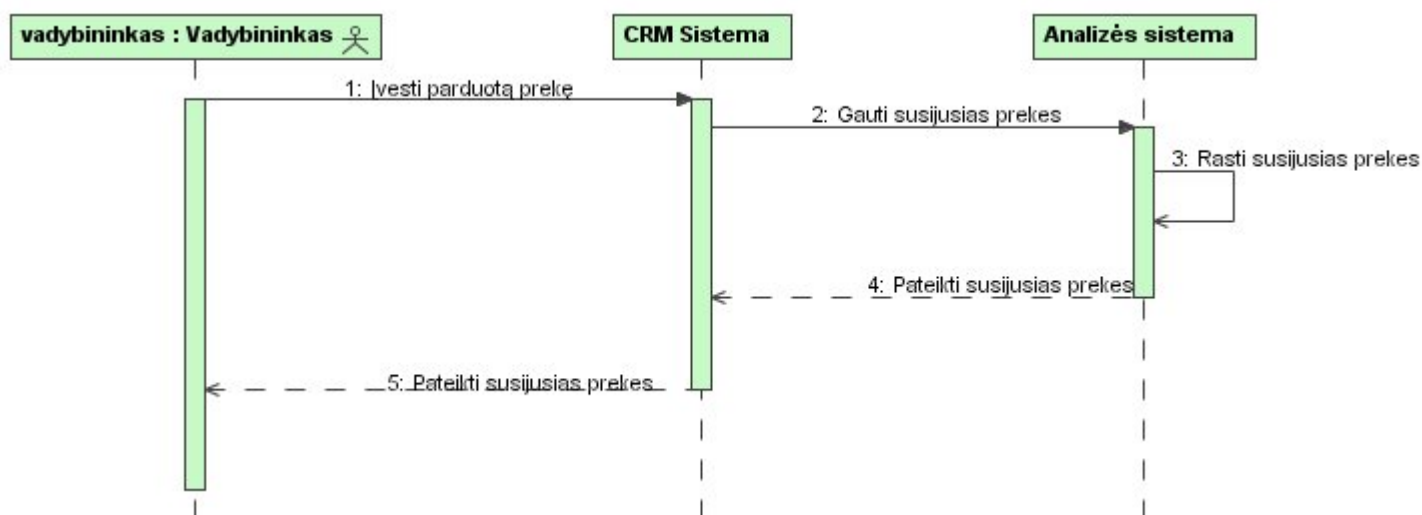 vadybininkas : Vadybininkas
CRM Sistema
Analizės sistema
1: Įvesti parduotą prekę
2: Gauti susijusias prekes
3: Rasti susijusias prekes
4: Pateikti susijusias prekes
5: Pateikti susijusias prekes